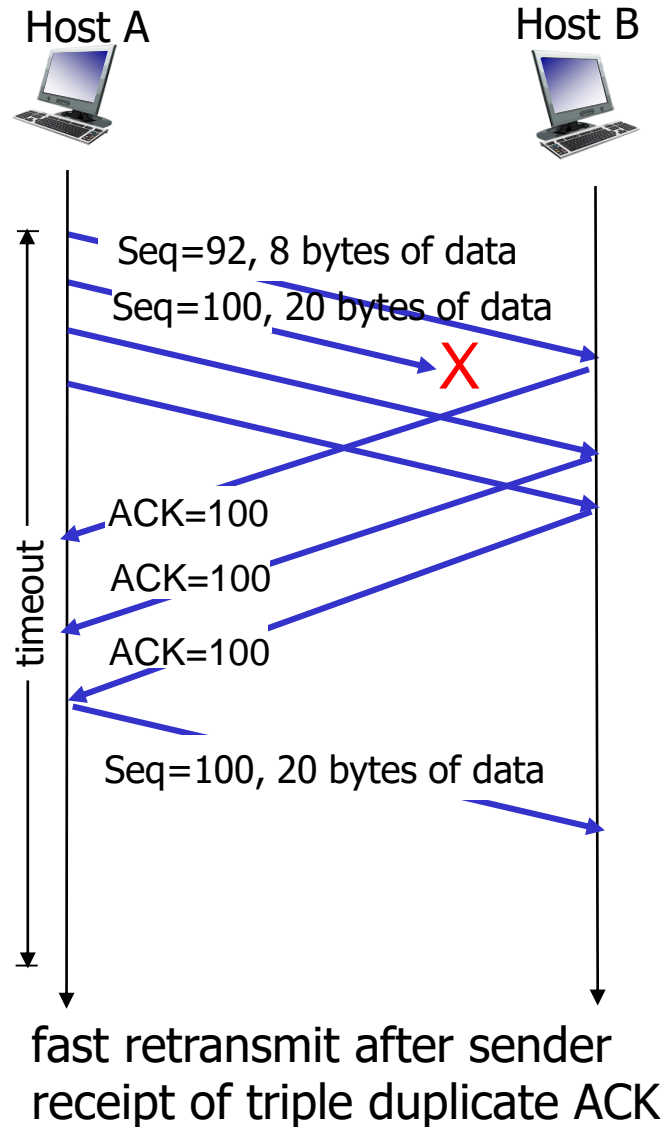 Host A
Host B
Seq=92, 8 bytes of data
Seq=100, 20 bytes of data
X
ACK=100
ACK=100
timeout
ACK=100
Seq=100, 20 bytes of data
fast retransmit after sender
receipt of triple duplicate ACK